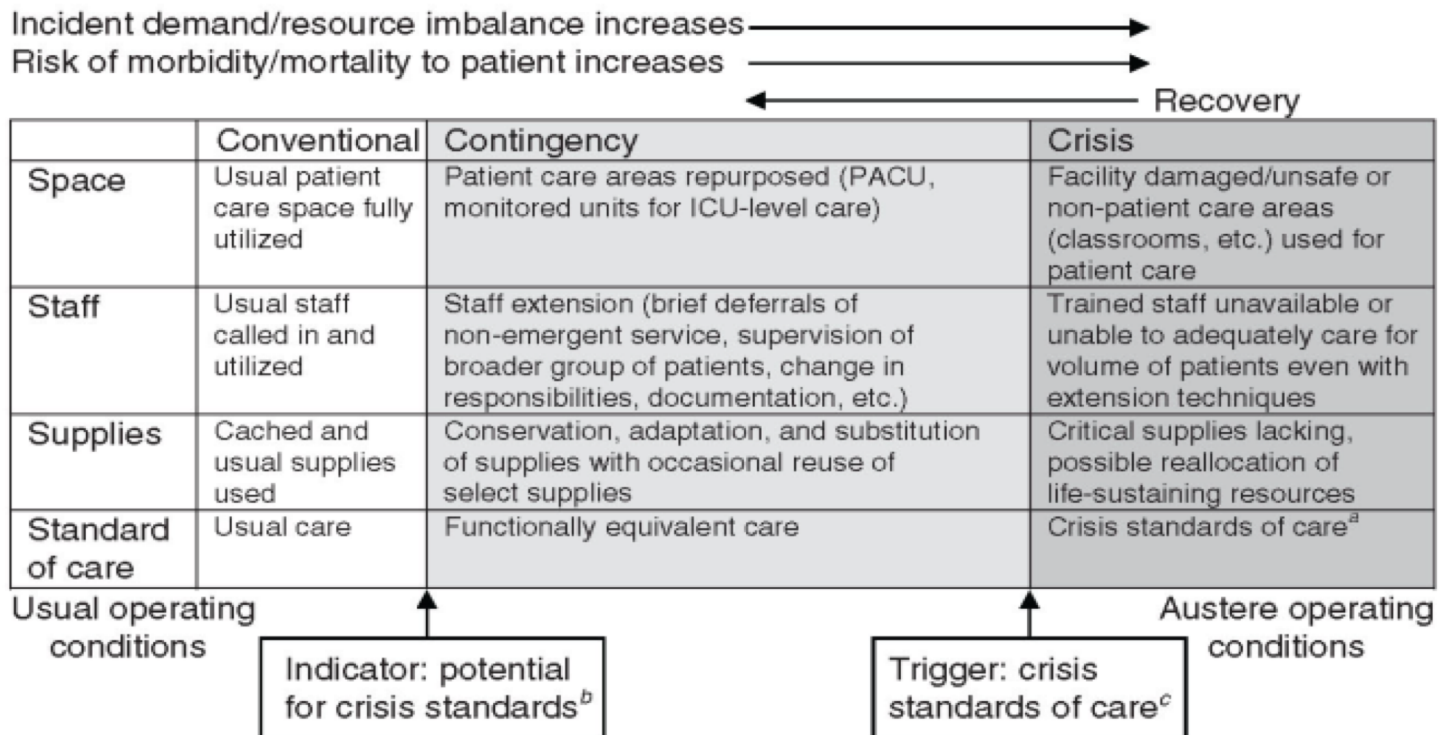 Incident demand/resource imbalance increases
Risk of morbidity/mortality to patient increases
Recovery
Conventional
Contingency
Crisis
Space
Usual patient
care space fully
utilized
Patient care areas repurposed (PACU,
monitored units for ICU-level care)
Facility damaged/unsafe or
non-patient care areas
(classrooms, etc.) used for
patient care
Staff
Usual staff
called in and
utilized
Staff extension (brief deferrals of
non-emergent service, supervision of
broader group of patients, change in
responsibilities, documentation, etc.)
Trained staff unavailable or
unable to adequately care for
volume of patients even with
extension techniques
Supplies
Cached and
usual supplies
used
Conservation, adaptation, and substitution
of supplies with occasional reuse of
select supplies
Critical supplies lacking,
possible reallocation of
life-sustaining resources
Standard
of care
Usual care
Functionally equivalent care
Crisis standards of care^a
Usual operating
conditions
Indicator: potential
for crisis standards^b
Trigger: crisis
standards of care^c
Austere operating
conditions